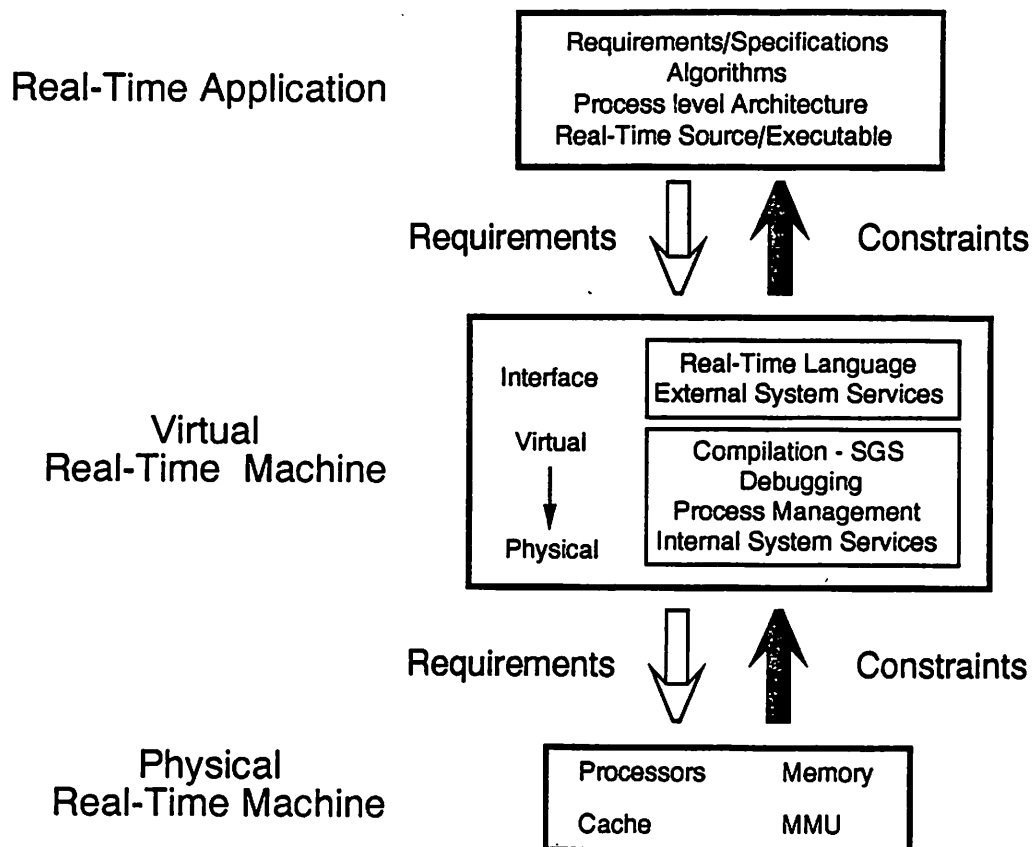 Real-Time Application
Requirements/Specifications
Algorithms
Process level Architecture
Real-Time Source/Executable
Requirements
Constraints
Virtual
Real-Time Machine
Interface
Real-Time Language
External System Services
Virtual
Physical
Compilation - SGS
Debugging
Process Management
Internal System Services
Requirements
Constraints
Physical
Real-Time Machine
Processors Memory
Cache MMU